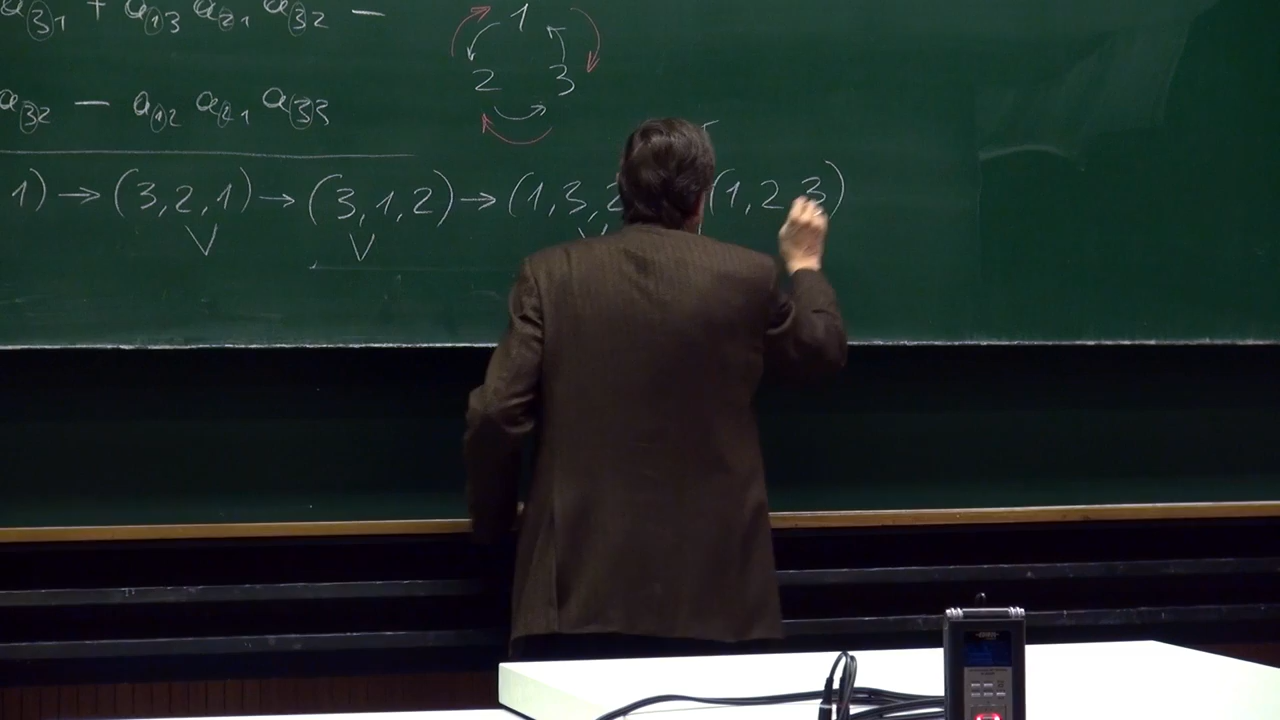 a₃₁ + a₁₃ a₂₁ a₃₂ −
1
2 3
a₃₂ − a₁₂ a₂₁ a₃₃
1) → (3,2,1) → (3,1,2) → (1,3,2 (1,2,3)
V V V